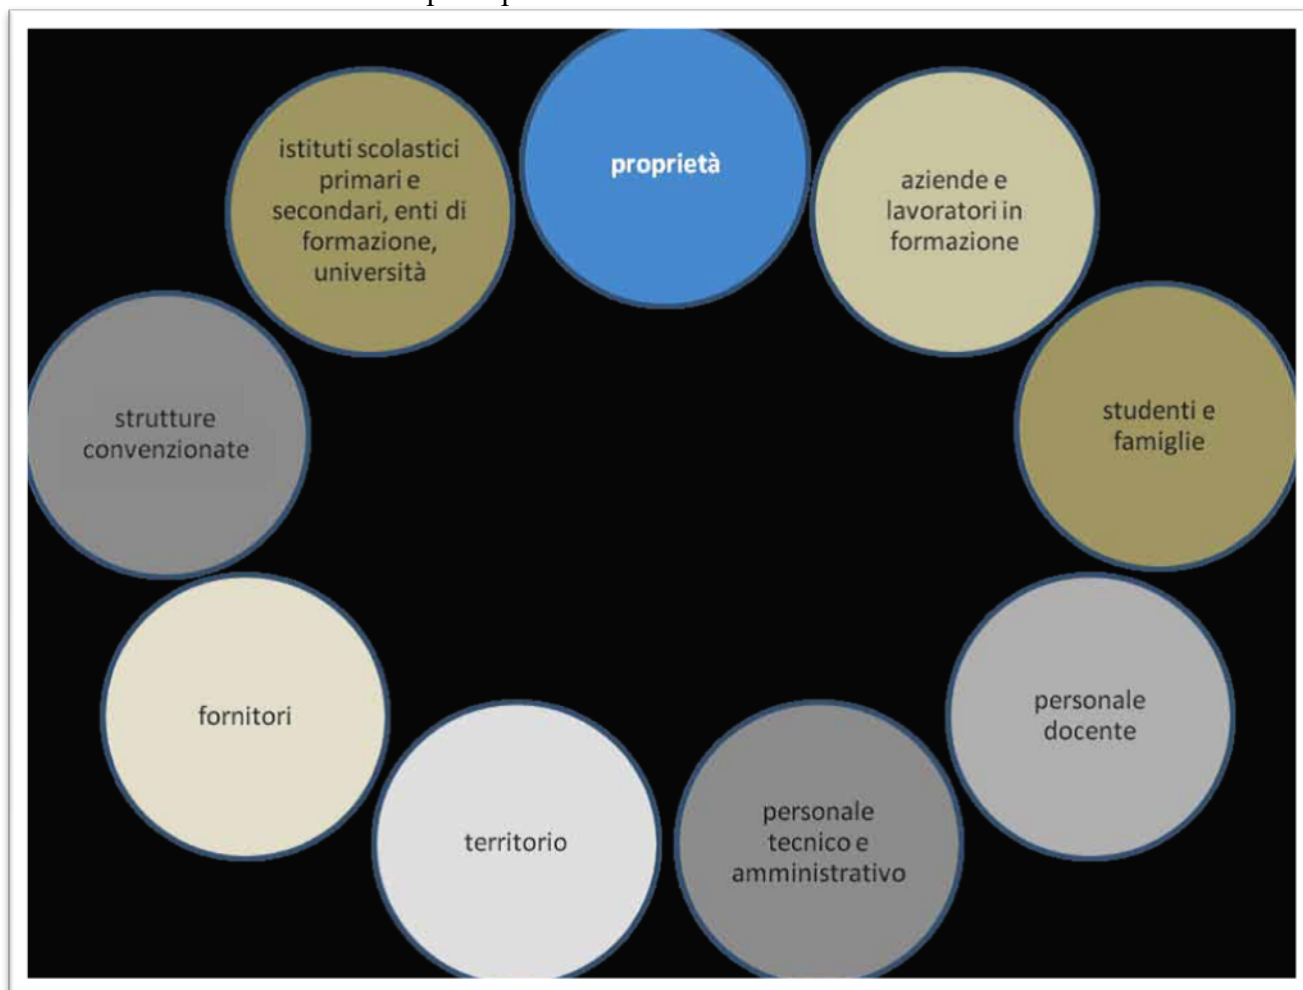 proprietà
aziende e
lavoratori in
formazione
studenti e
famiglie
personale
docente
personale
tecnico e
amministrativo
territorio
fornitori
strutture
convenzionate
istituti scolastici
primari e
secondari, enti di
formazione,
università